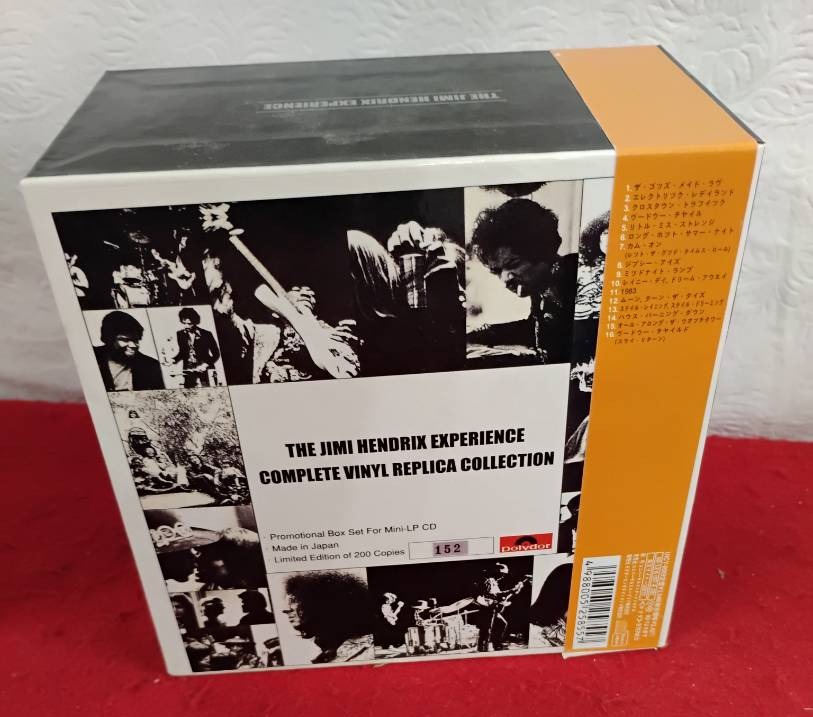 THE JIMI HENDRIX EXPERIENCE
THE JIMI HENDRIX EXPERIENCE
COMPLETE VINYL REPLICA COLLECTION
· Promotional Box Set For Mini-LP CD
· Made in Japan
· Limited Edition of 200 Copies
152
Polydor
1.ザ・ゴッズ・メイド・ラヴ
2.エレクトリック・レディランド
3.クロスタウン・トラフィック
4.ヴードゥー・チャイル
5.リトル・ミス・ストレンジ
6.ロング・ホット・サマー・ナイト
7.カム・オン
(レット・ザ・グッド・タイムス・ロール)
8.ジプシー・アイズ
9.ミッドナイト・ランプ
10.レイニー・デイ, ドリーム・アウェイ
11.1983
12.ムーン, ターン・ザ・タイズ
13.スティル・レイニング, スティル・ドリーミング
14.ハウス・バーニング・ダウン
15.オール・アロング・ザ・ウォッチタワー
16.ヴードゥー・チャイルド
(スライ・リターン)